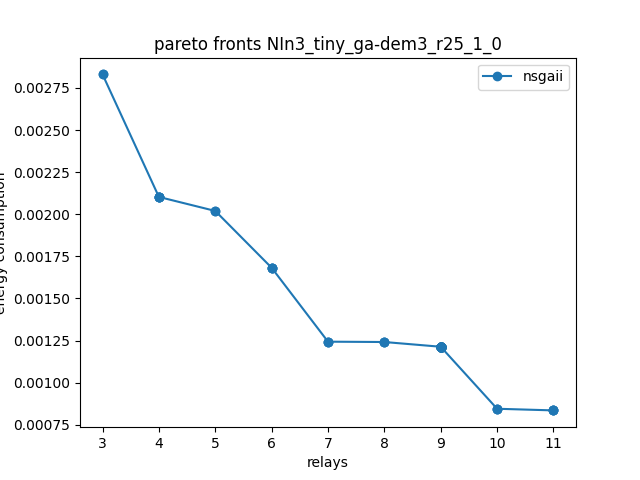 pareto fronts NIn3_tiny_ga-dem3_r25_1_0
nsgaii
0.00275
0.00250
0.00225
0.00200
0.00175
0.00150
0.00125
0.00100
0.00075
energy consumption
3 4 5 6 7 8 9 10 11
relays